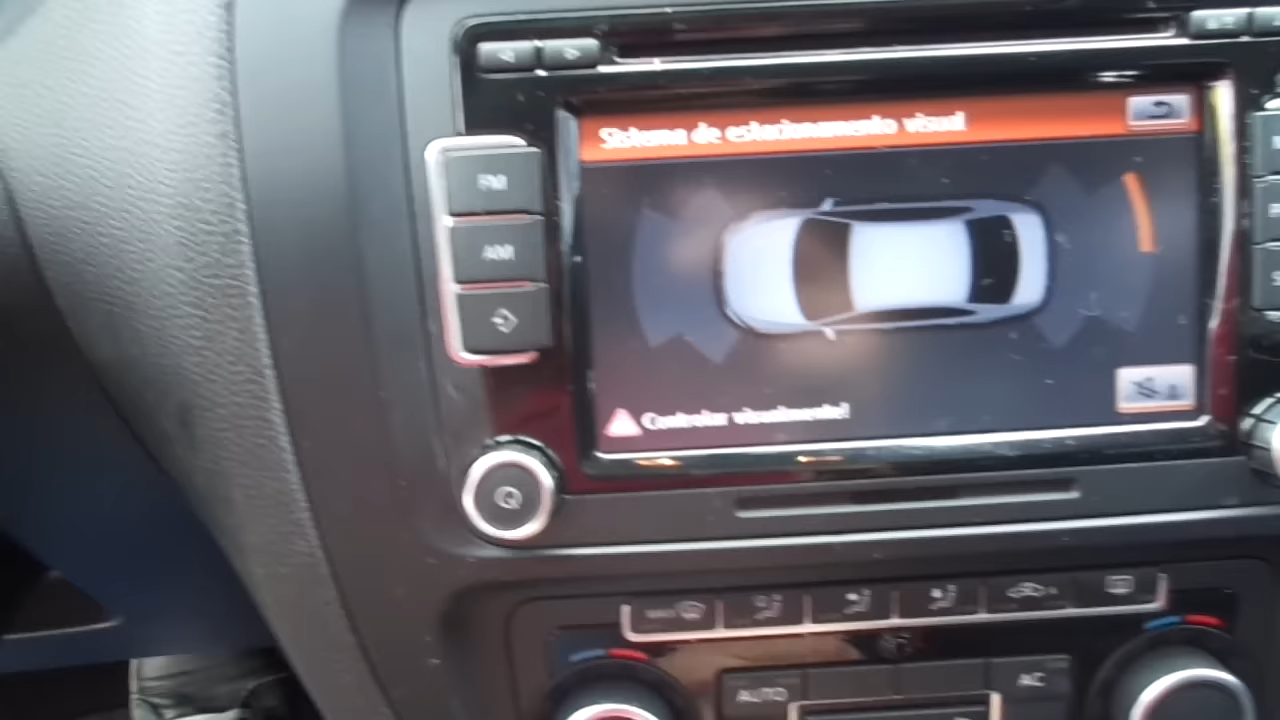 Sistema de estacionamento visual
FM
AM
Controlar visualmente!
AUTO
AC